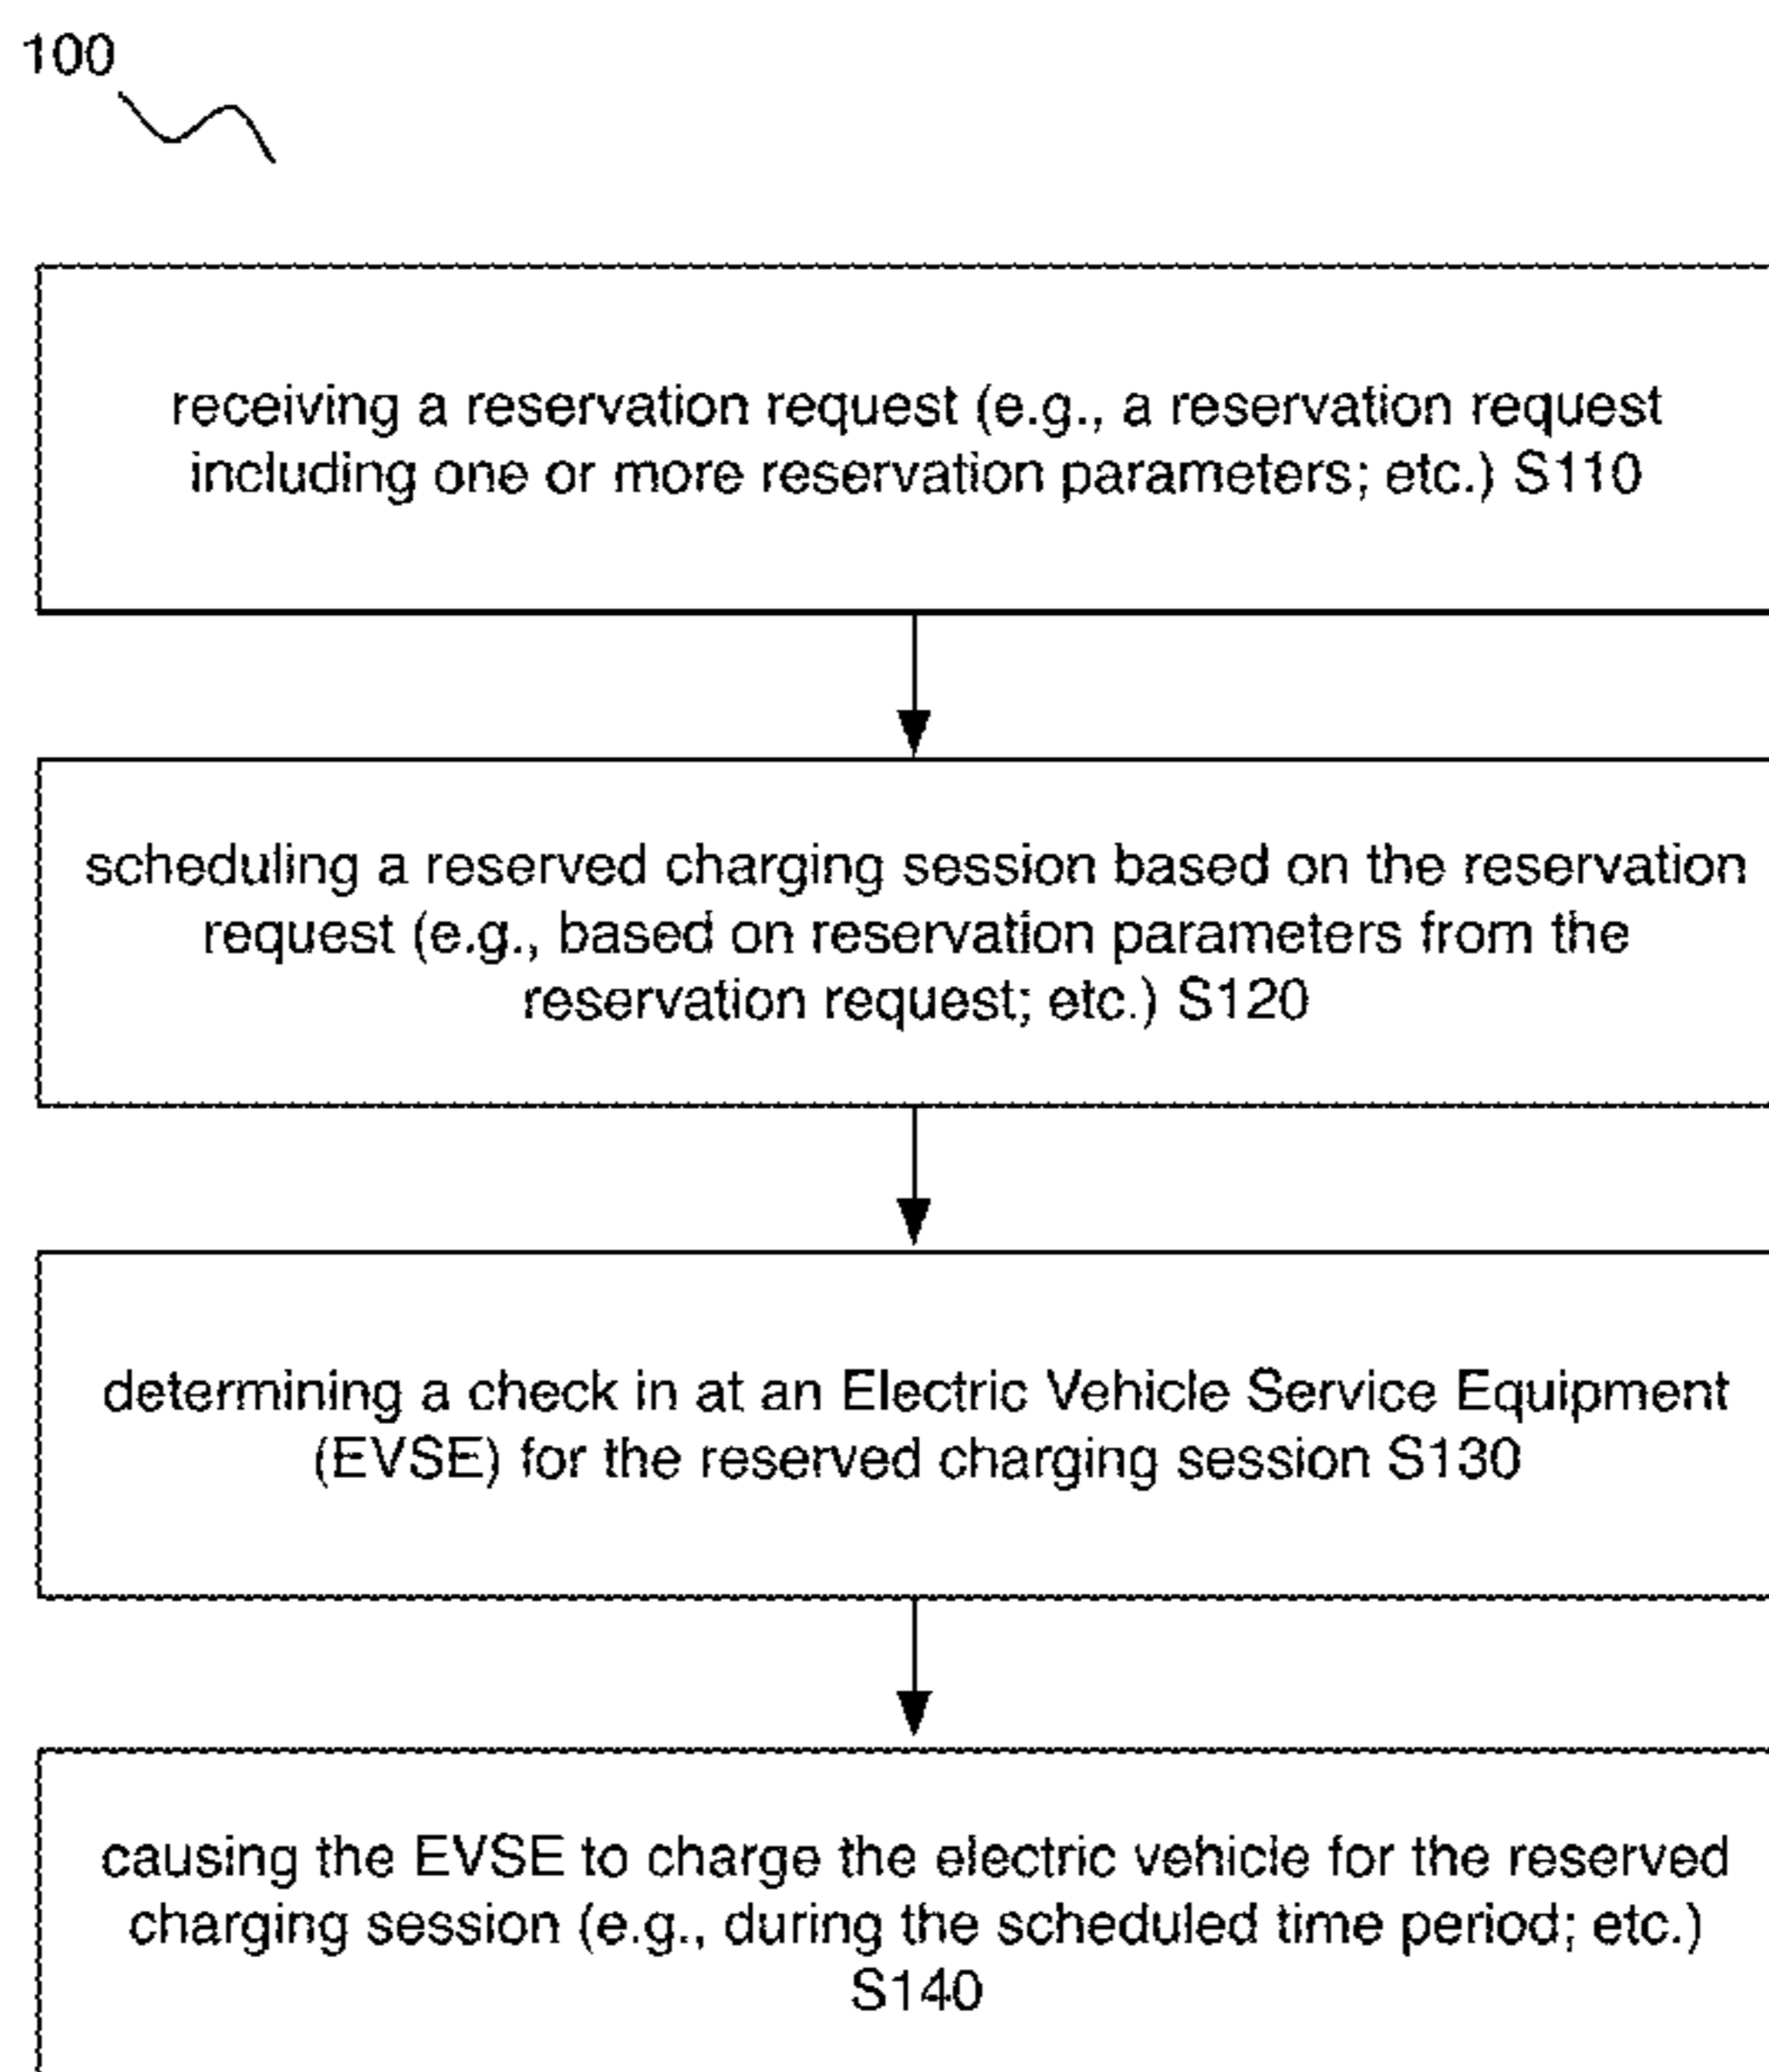 100
receiving a reservation request (e.g., a reservation request
including one or more reservation parameters; etc.) S110
scheduling a reserved charging session based on the reservation
request (e.g., based on reservation parameters from the
reservation request; etc.) S120
determining a check in at an Electric Vehicle Service Equipment
(EVSE) for the reserved charging session S130
causing the EVSE to charge the electric vehicle for the reserved
charging session (e.g., during the scheduled time period; etc.)
S140